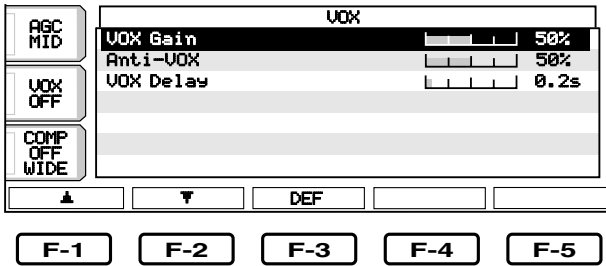 AGC
MID
VOX
OFF
COMP
OFF
WIDE
VOX
VOX Gain 50%
Anti-VOX 50%
VOX Delay 0.2s
▲ ▼ DEF
F-1 F-2 F-3 F-4 F-5